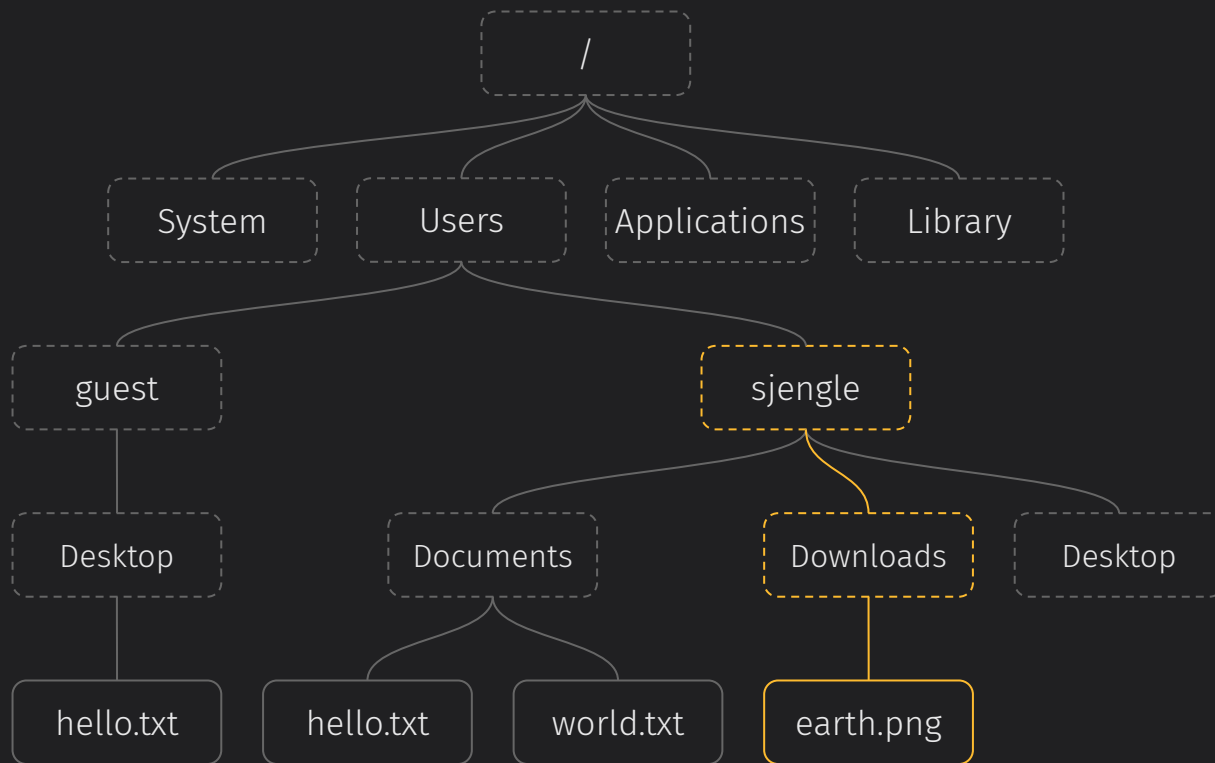 /
System
Users
Applications
Library
guest
sjengle
Desktop
Documents
Downloads
Desktop
hello.txt
hello.txt
world.txt
earth.png